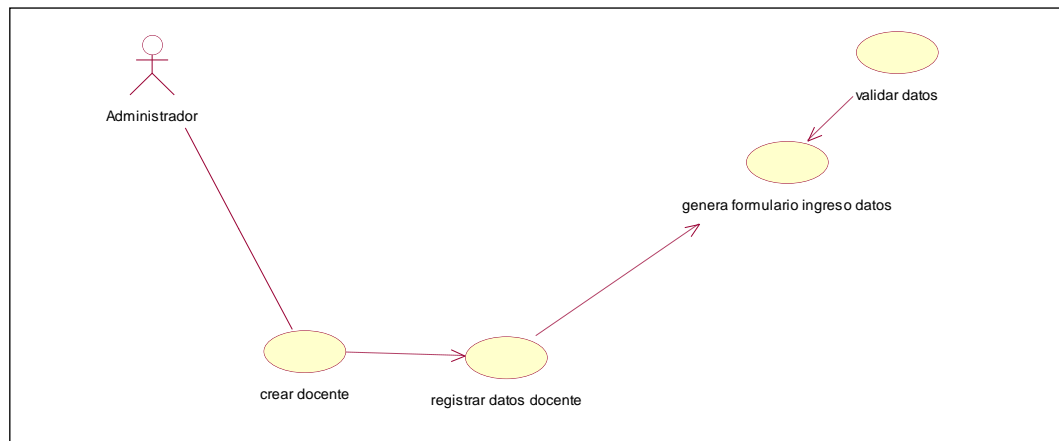 Administrador
validar datos
genera formulario ingreso datos
crear docente
registrar datos docente